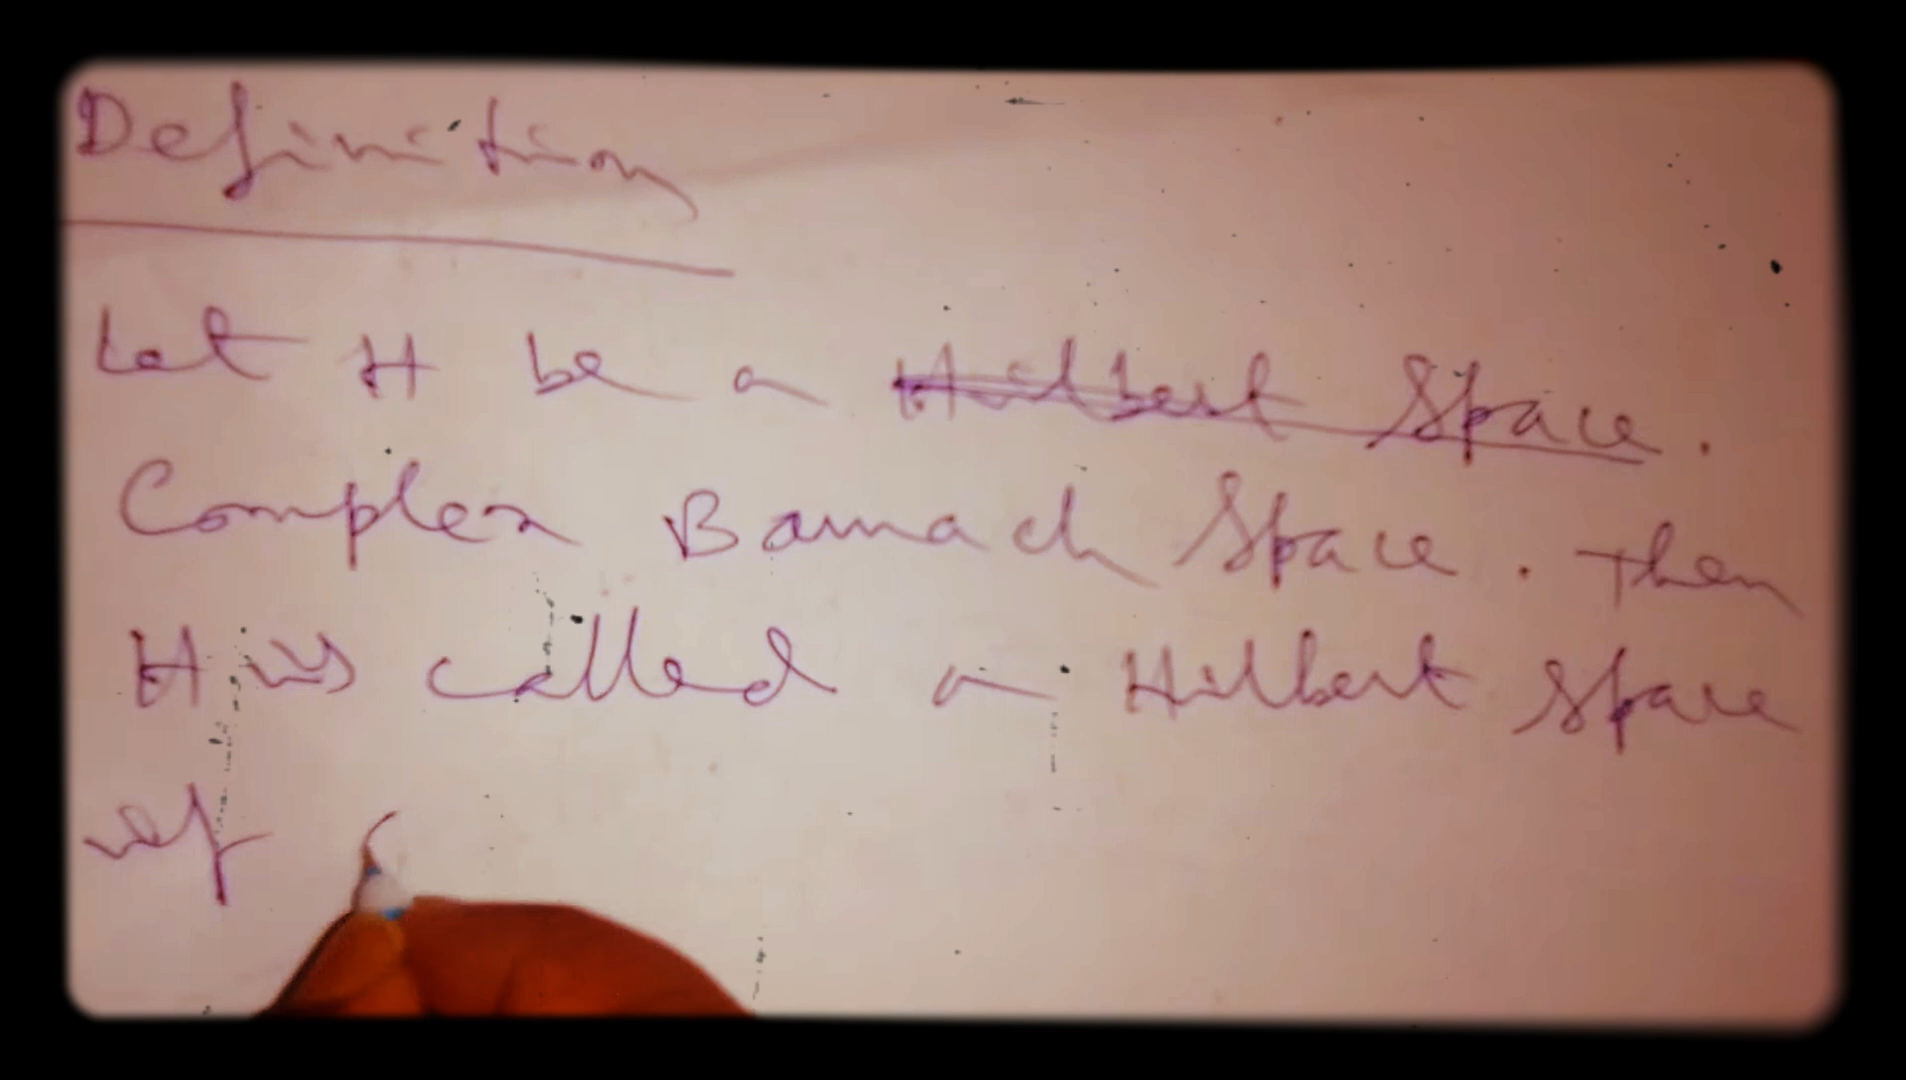 Definition
Let H be a Hilbert Space.
Complex Banach Space. Then
H is called a Hilbert Space
if